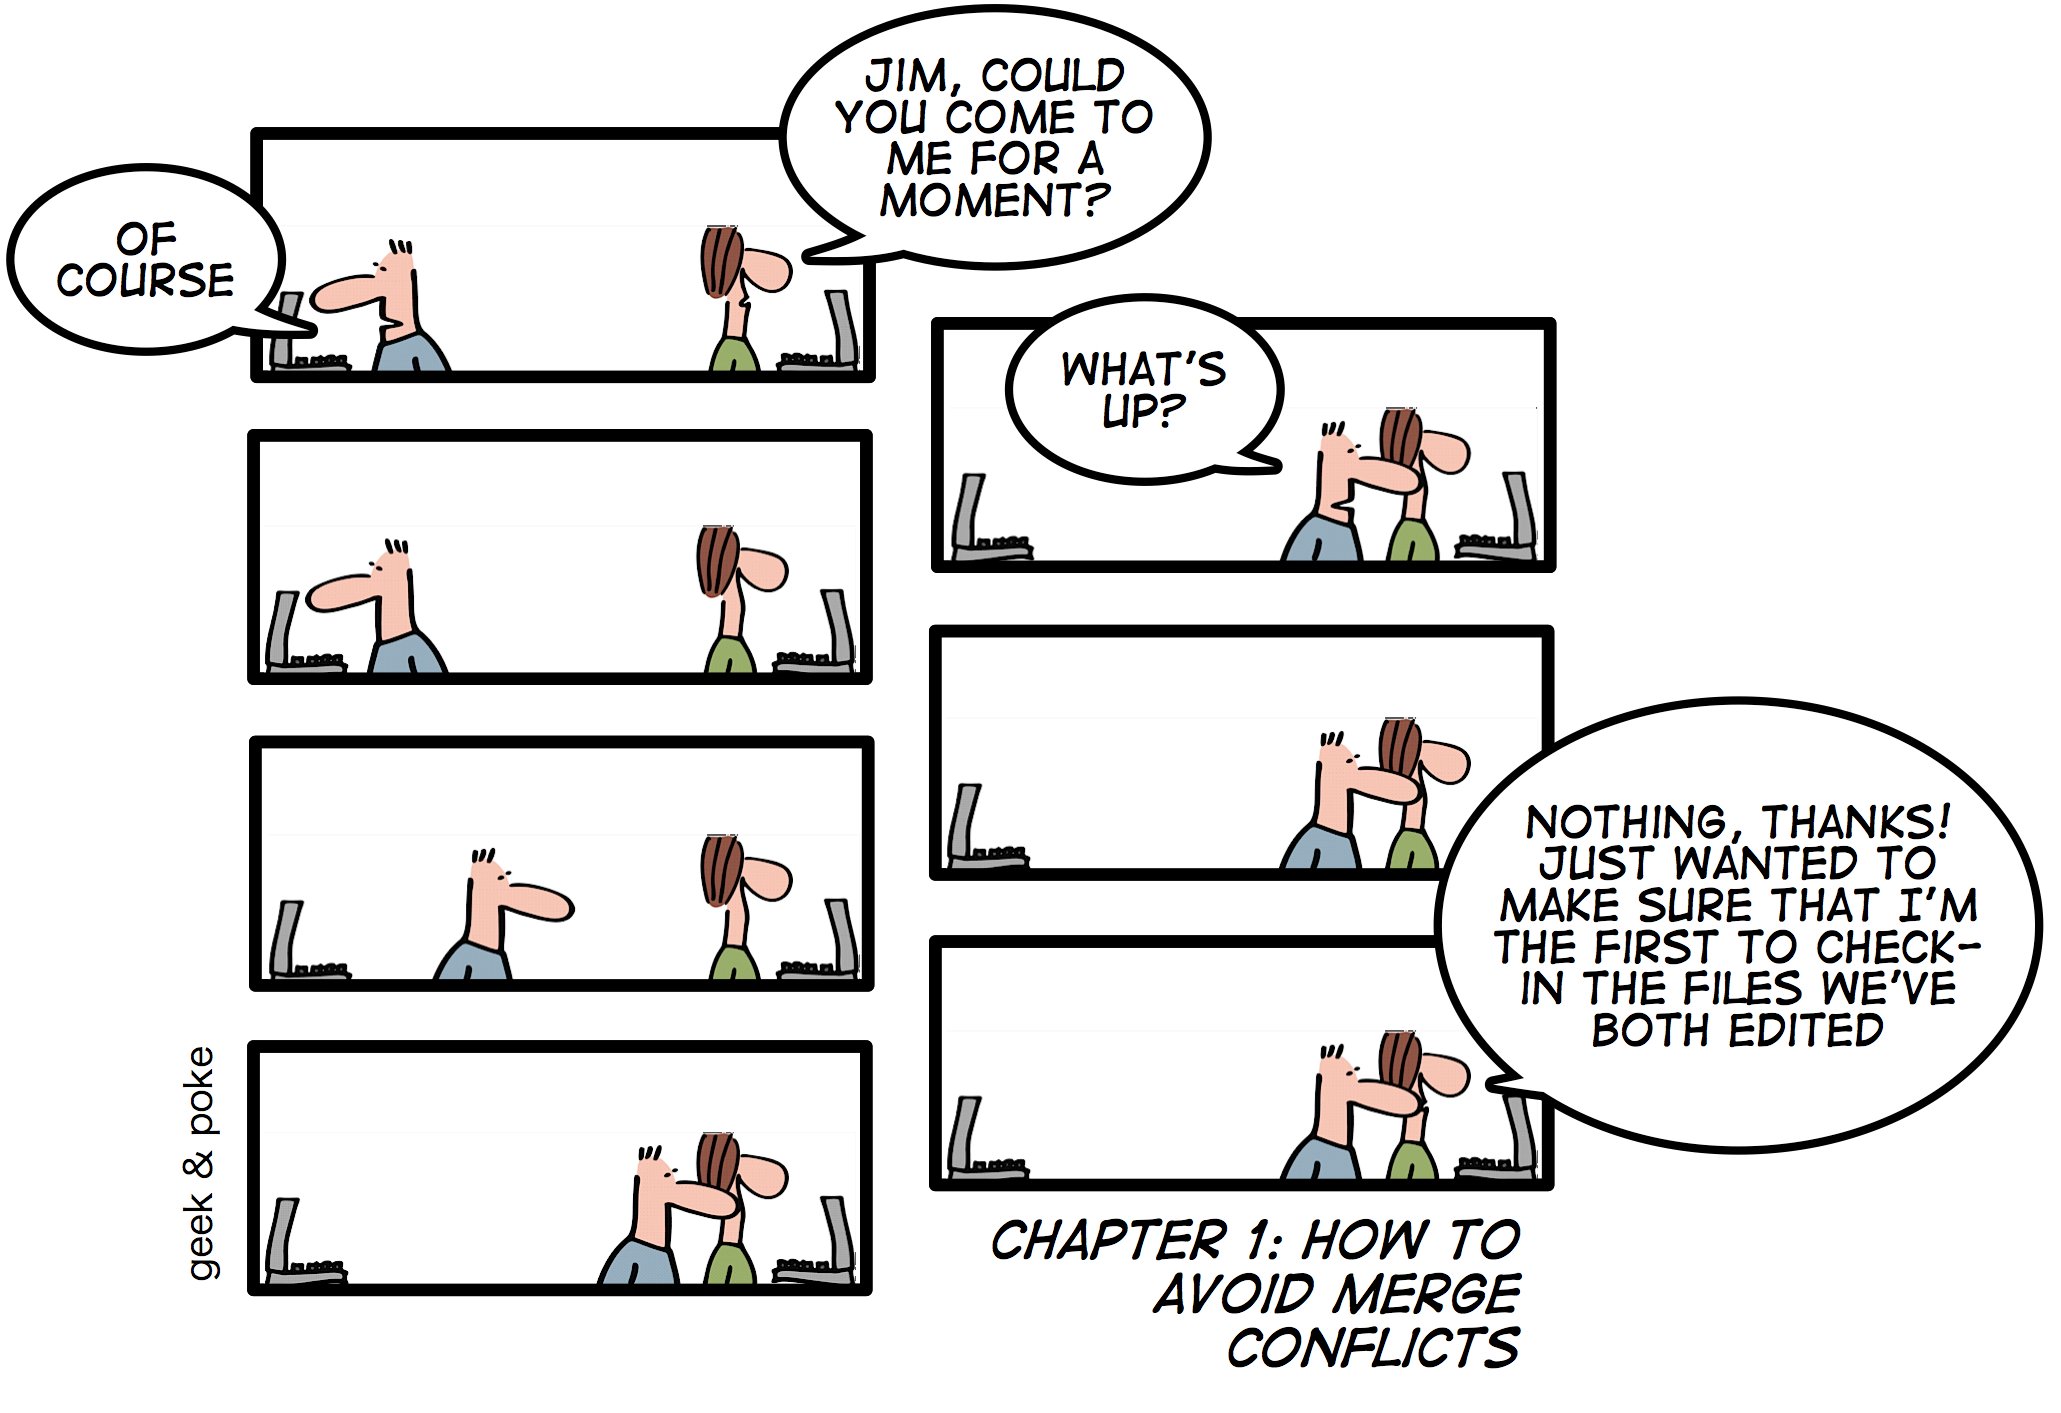 JIM, COULD
YOU COME TO
ME FOR A
MOMENT?
OF
COURSE
WHAT'S
UP?
NOTHING, THANKS!
JUST WANTED TO
MAKE SURE THAT I'M
THE FIRST TO CHECK-
IN THE FILES WE'VE
BOTH EDITED
geek & poke
CHAPTER 1: HOW TO
AVOID MERGE
CONFLICTS